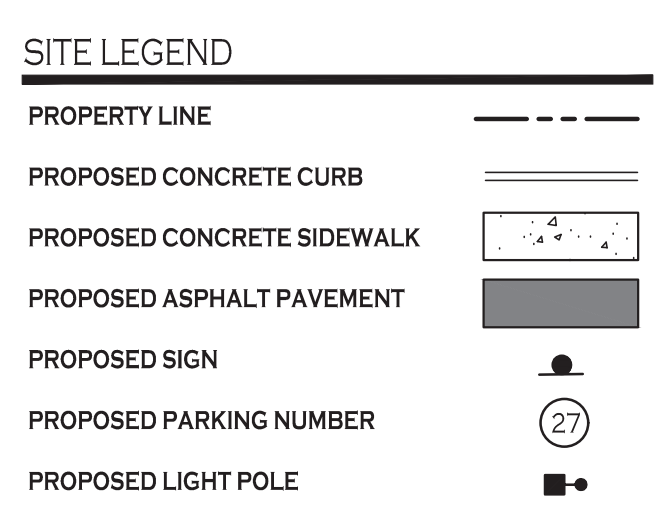 SITE LEGEND
PROPERTY LINE
PROPOSED CONCRETE CURB
PROPOSED CONCRETE SIDEWALK
PROPOSED ASPHALT PAVEMENT
PROPOSED SIGN
PROPOSED PARKING NUMBER
27
PROPOSED LIGHT POLE